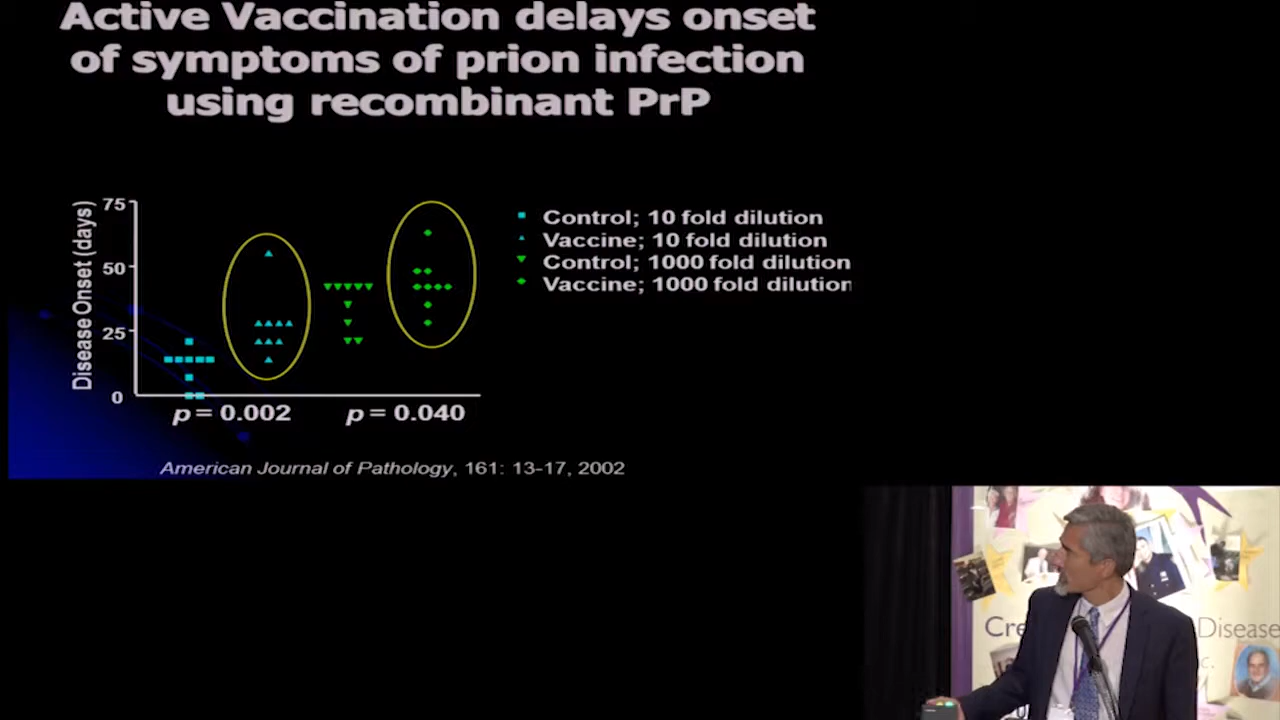 Active Vaccination delays onset
of symptoms of prion infection
using recombinant PrP
Disease Onset (days)
75
50
25
0
Control; 10 fold dilution
Vaccine; 10 fold dilution
Control; 1000 fold dilution
Vaccine; 1000 fold dilution
p = 0.002
p = 0.040
American Journal of Pathology, 161: 13-17, 2002
Cre
Disease
c.